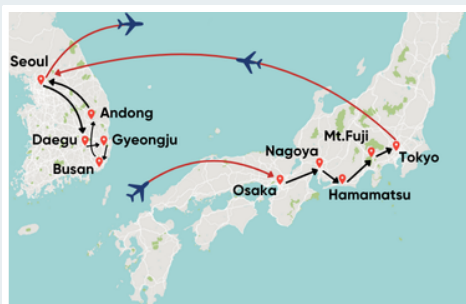 Seoul
Andong
Daegu
Gyeongju
Busan
Nagoya
Mt.Fuji
Tokyo
Osaka
Hamamatsu